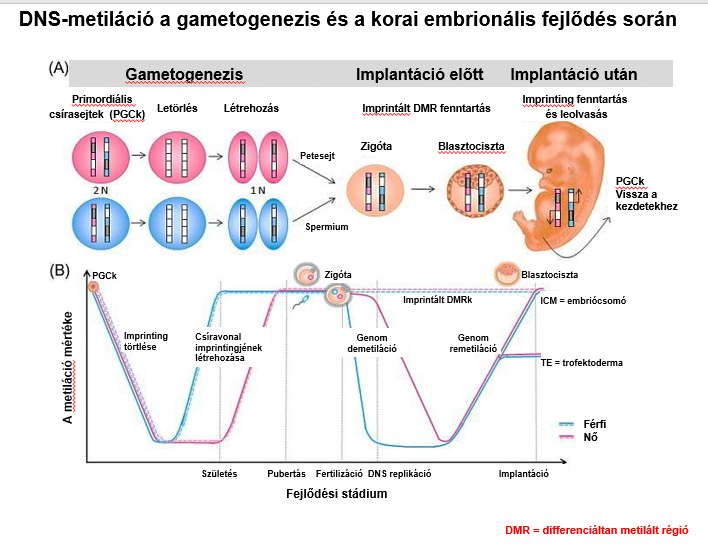 DNS-metiláció a gametogenezis és a korai embrionális fejlődés során
(A)
Gametogenezis
Implantáció előtt
Implantáció után
Primordiális
csírasejtek (PGCk)
Letörlés
Létrehozás
Imprintált DMR fenntartás
Imprinting fenntartás
és leolvasás
Zigóta
Blasztociszta
Petesejt
2 N
1 N
Spermium
PGCk
Vissza a
kezdetekhez
(B)
PGCk
Zigóta
Blasztociszta
Imprintált DMRk
ICM = embriócsomó
Imprinting
törtlése
Csíravonal
imprintingjének
létrehozása
Genom
demetiláció
Genom
remetiláció
TE = trofektoderma
A metiláció mértéke
Férfi
Nő
Születés
Pubertás
Fertilizáció
DNS replikáció
Implantáció
Fejlődési stádium
DMR = differenciáltan metilált régió